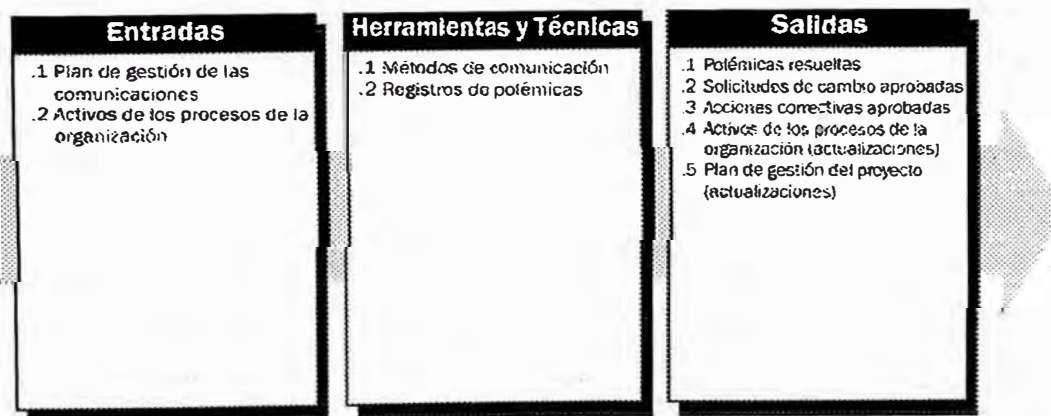 Entradas
.1 Plan de gestión de las
comunicaciones
.2 Activos de los procesos de la
organización
Herramientas y Técnicas
.1 Métodos de comunicación
.2 Registros de polémicas
Salidas
.1 Polémicas resueltas
.2 Solicitudes de cambio aprobadas
.3 Acciones correctivas aprobadas
.4 Activos de los procesos de la
organización (actualizaciones)
.5 Plan de gestión del proyecto
(actualizaciones)